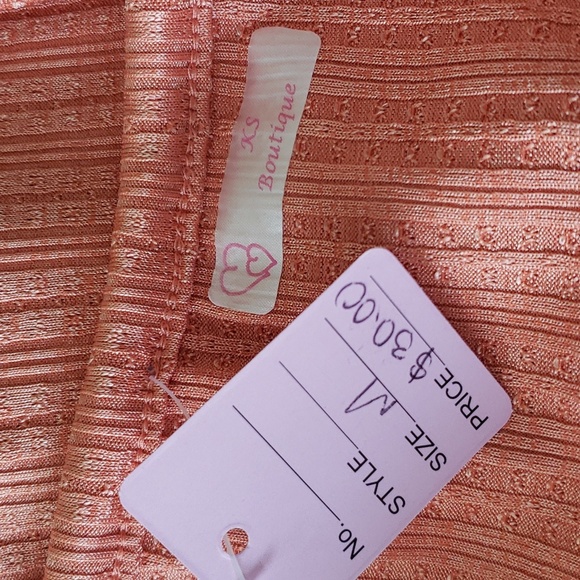 KS
Boutique
No.
STYLE
SIZE M
PRICE $30.00